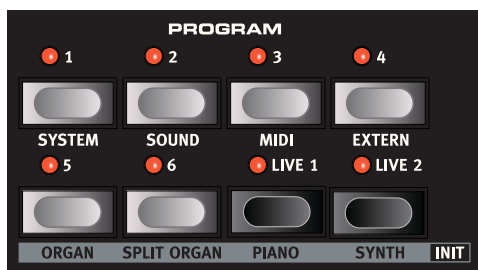 PROGRAM
1 2 3 4
SYSTEM SOUND MIDI EXTERN
5 6 LIVE 1 LIVE 2
ORGAN SPLIT ORGAN PIANO SYNTH INIT